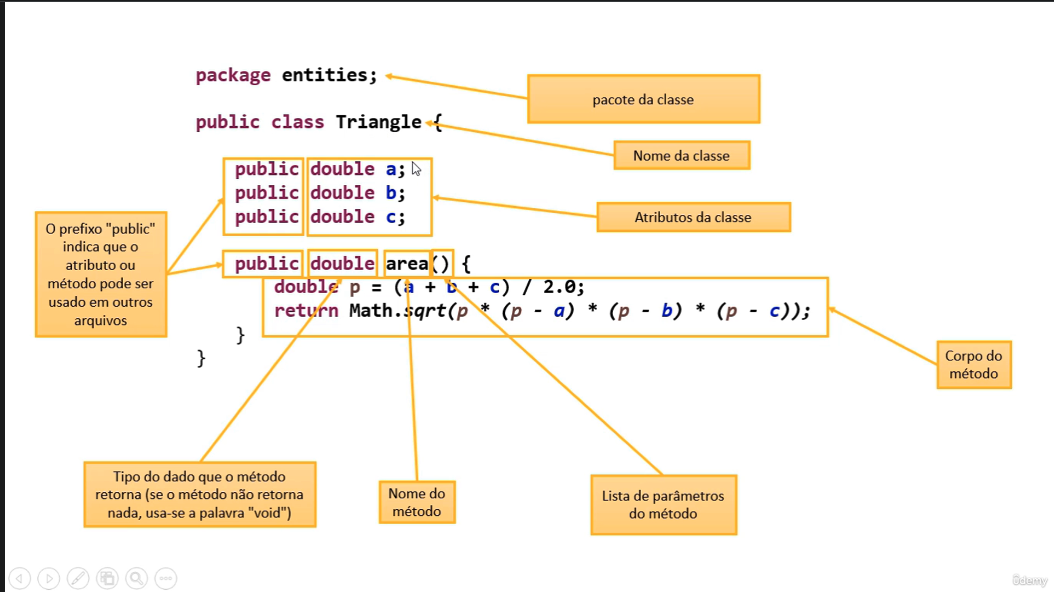 package entities;
pacote da classe
public class Triangle {
Nome da classe
public double a;
public double b;
public double c;
Atributos da classe
O prefixo "public"
indica que o
atributo ou
método pode ser
usado em outros
arquivos
public double area() {
double p = (a + b + c) / 2.0;
return Math.sqrt(p * (p - a) * (p - b) * (p - c));
}
}
Corpo do
método
Tipo do dado que o método
retorna (se o método não retorna
nada, usa-se a palavra "void")
Nome do
método
Lista de parâmetros
do método
ûdemy